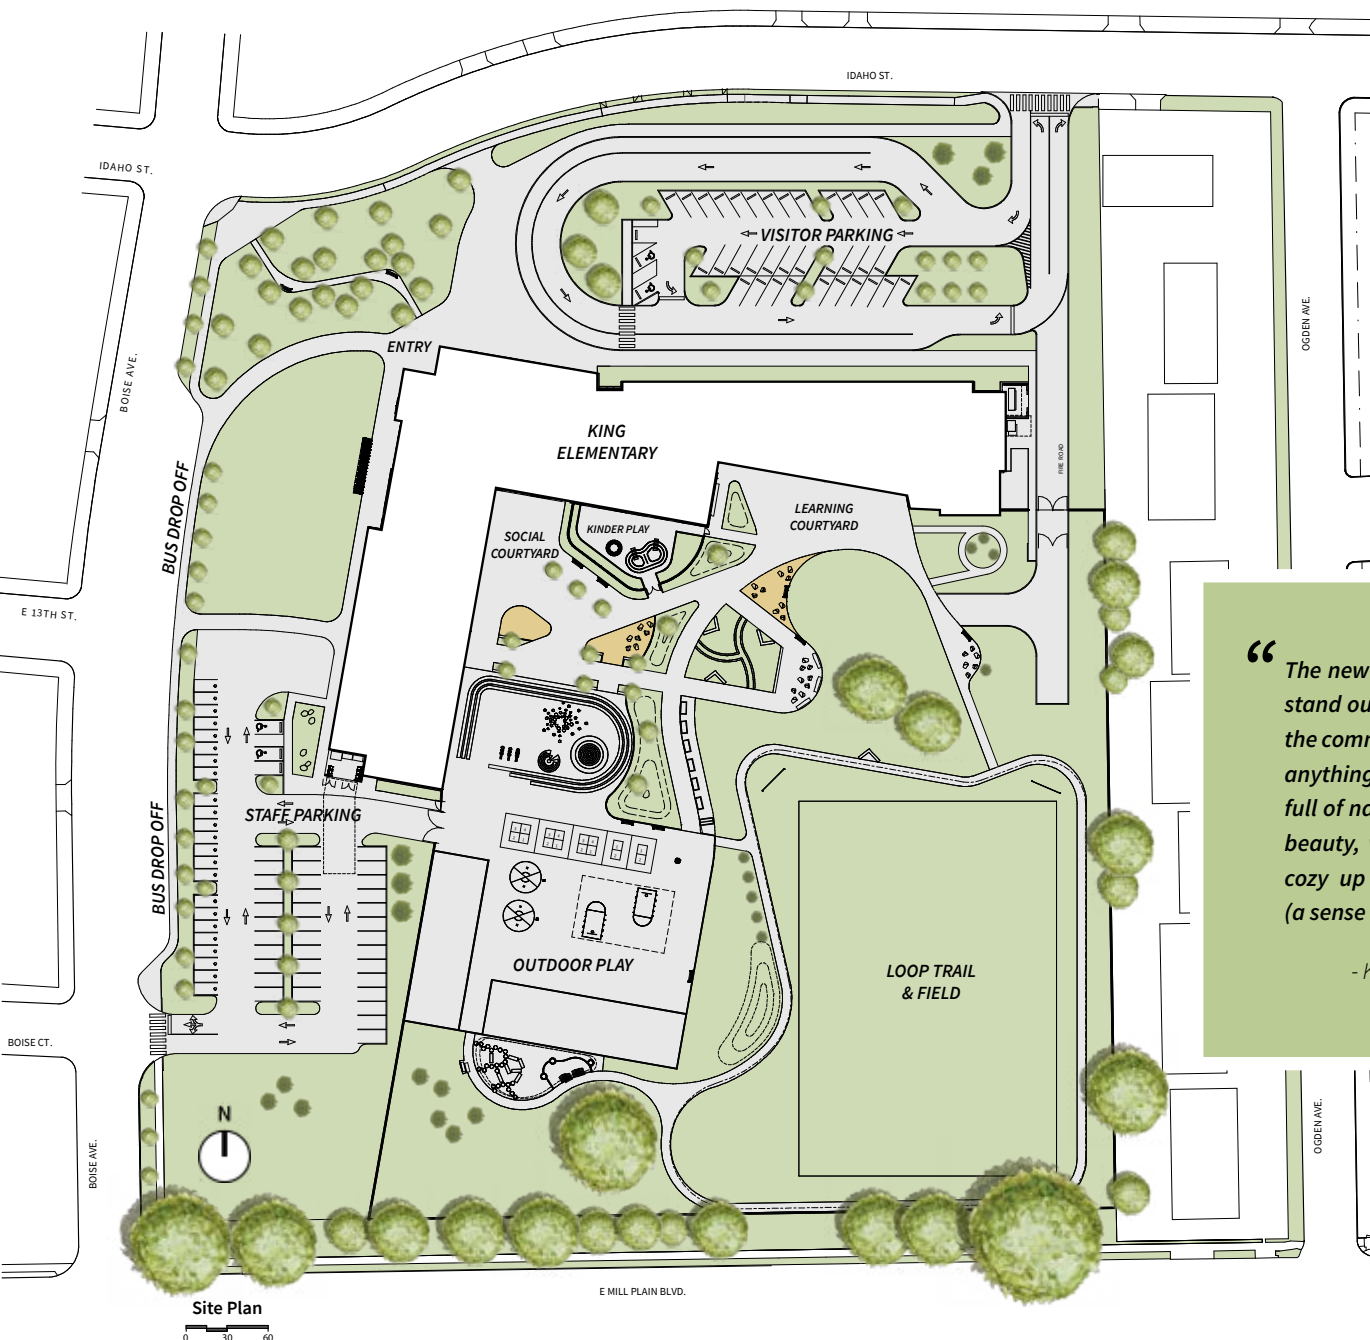 IDAHO ST.
IDAHO ST.
VISITOR PARKING
OGDEN AVE.
ENTRY
BOISE AVE.
KING
ELEMENTARY
FIRE ROAD
BUS DROP OFF
LEARNING
COURTYARD
KINDER PLAY
SOCIAL
COURTYARD
E 13TH ST.
“
The new
stand ou
the comm
anything
full of na
beauty,
cozy up
(a sense
STAFF PARKING
BUS DROP OFF
OUTDOOR PLAY
LOOP TRAIL
& FIELD
BOISE CT.
N
BOISE AVE.
OGDEN AVE.
E MILL PLAIN BLVD.
Site Plan
0 30 60